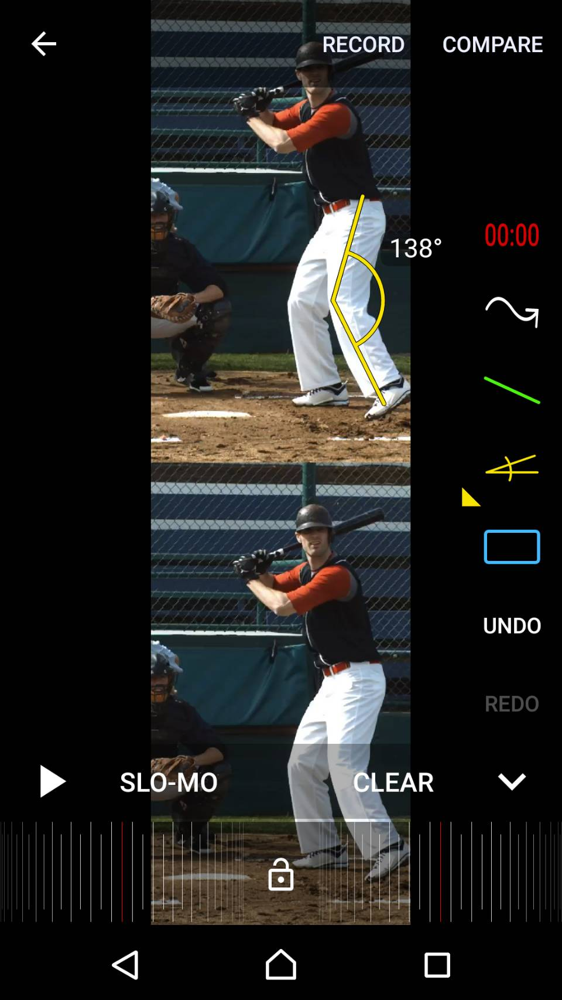 RECORD COMPARE
138°
00:00
UNDO
REDO
SLO-MO CLEAR